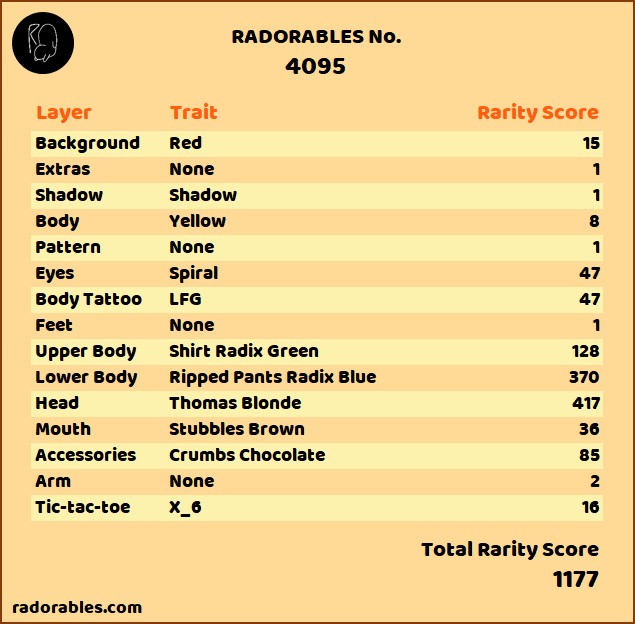 RADORABLES No.
4095
Layer Trait Rarity Score
Background Red 15
Extras None 1
Shadow Shadow 1
Body Yellow 8
Pattern None 1
Eyes Spiral 47
Body Tattoo LFG 47
Feet None 1
Upper Body Shirt Radix Green 128
Lower Body Ripped Pants Radix Blue 370
Head Thomas Blonde 417
Mouth Stubbles Brown 36
Accessories Crumbs Chocolate 85
Arm None 2
Tic-tac-toe X_6 16
Total Rarity Score
1177
radorables.com